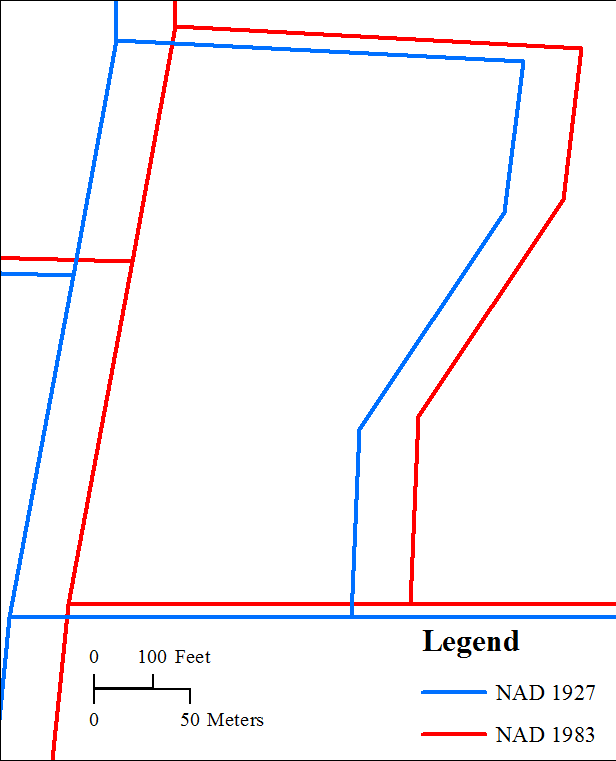 Legend
0 100 Feet
0 50 Meters
NAD 1927
NAD 1983